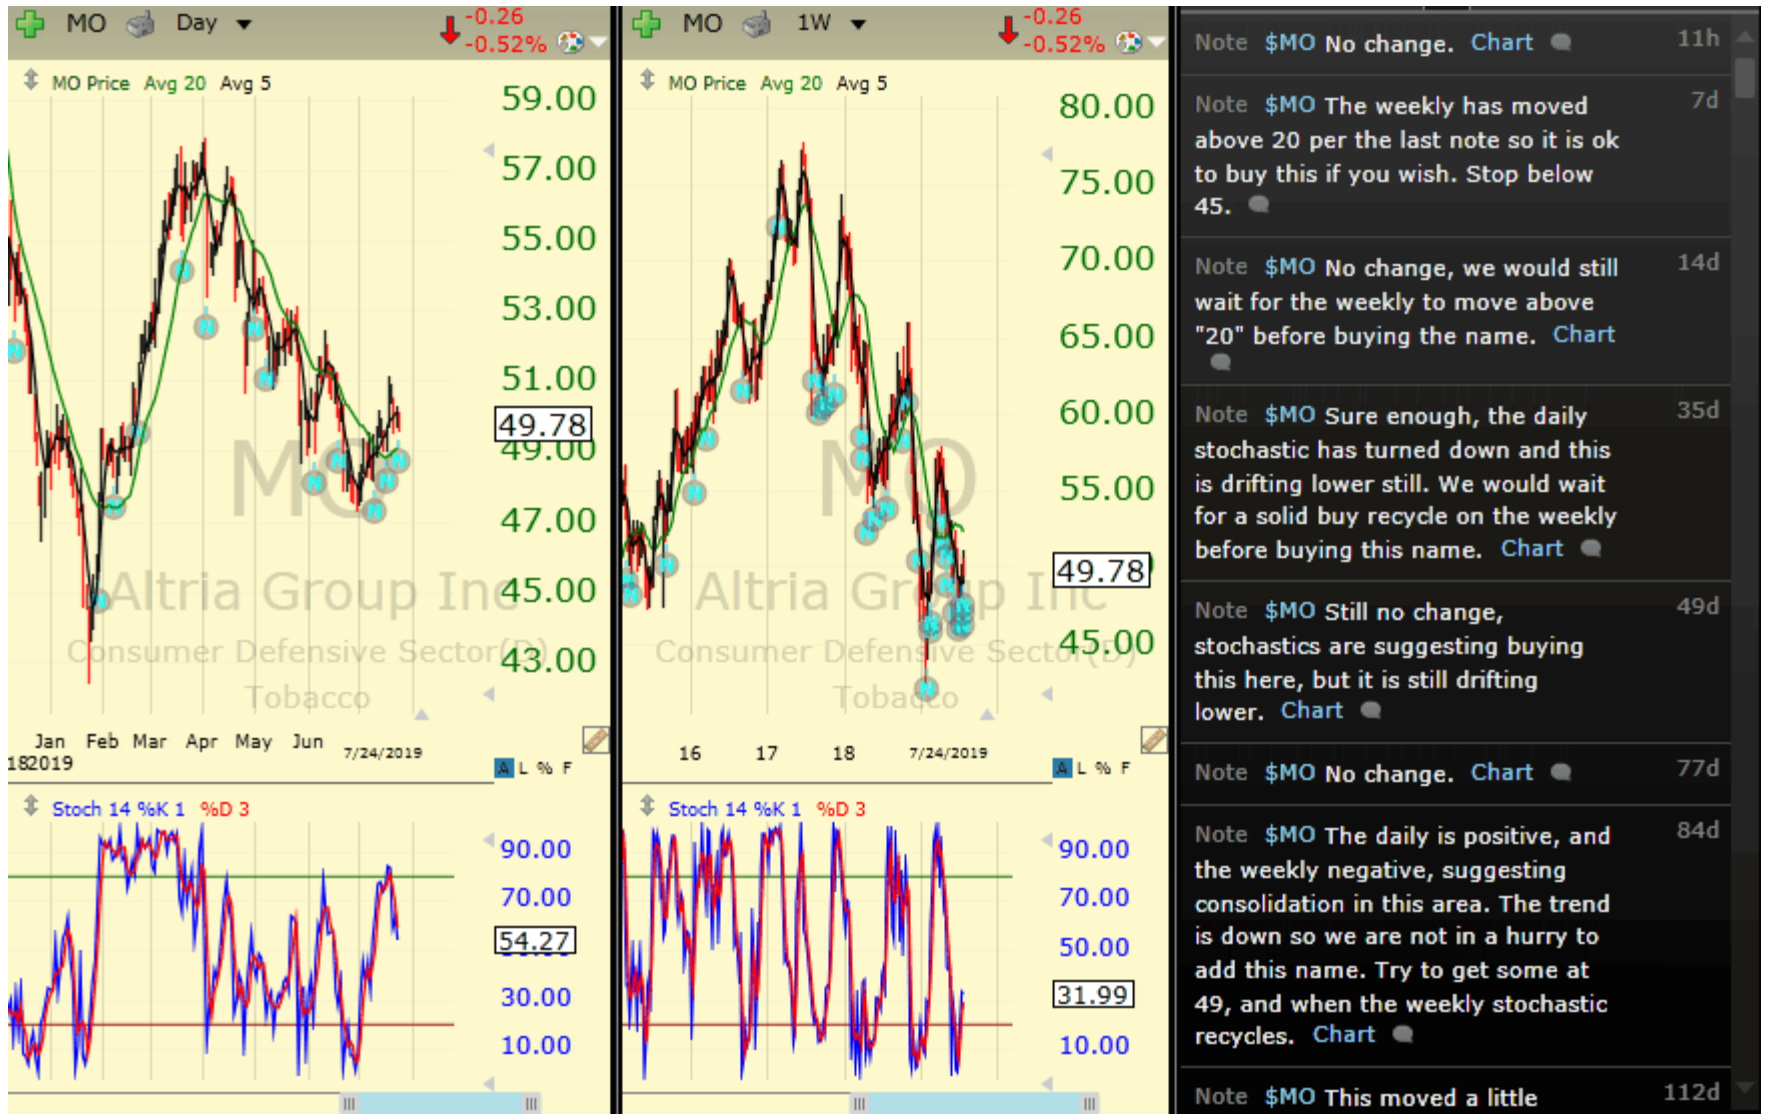 MO Day
-0.26
-0.52%
MO Price Avg 20 Avg 5
59.00
57.00
55.00
53.00
51.00
49.78
49.00
47.00
45.00
43.00
MO
Altria Group Inc
Consumer Defensive Sector(D)
Tobacco
Jan Feb Mar Apr May Jun 7/24/2019
182019
A L % F
Stoch 14 %K 1 %D 3
90.00
70.00
54.27
30.00
10.00
MO 1W
-0.26
-0.52%
MO Price Avg 20 Avg 5
80.00
75.00
70.00
65.00
60.00
55.00
49.78
45.00
MO
Altria Group Inc
Consumer Defensive Sector(D)
Tobacco
16 17 18 7/24/2019
A L % F
Stoch 14 %K 1 %D 3
90.00
70.00
50.00
31.99
10.00
Note $MO No change. Chart 11h
Note $MO The weekly has moved 7d
above 20 per the last note so it is ok
to buy this if you wish. Stop below
45.
Note $MO No change, we would still 14d
wait for the weekly to move above
"20" before buying the name. Chart
Note $MO Sure enough, the daily 35d
stochastic has turned down and this
is drifting lower still. We would wait
for a solid buy recycle on the weekly
before buying this name. Chart
Note $MO Still no change, 49d
stochastics are suggesting buying
this here, but it is still drifting
lower. Chart
Note $MO No change. Chart 77d
Note $MO The daily is positive, and 84d
the weekly negative, suggesting
consolidation in this area. The trend
is down so we are not in a hurry to
add this name. Try to get some at
49, and when the weekly stochastic
recycles. Chart
Note $MO This moved a little 112d